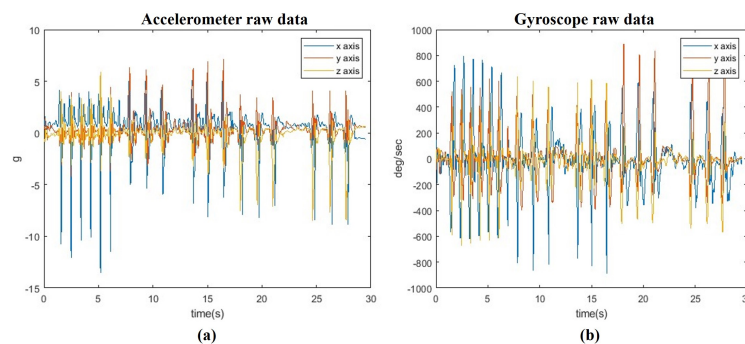 Accelerometer raw data
10
5
0
-5
-10
-15
g
0
5
10
15
20
25
30
time(s)
x axis
y axis
z axis
(a)
Gyroscope raw data
1000
800
600
400
200
0
-200
-400
-600
-800
-1000
deg/sec
0
5
10
15
20
25
time(s)
x axis
y axis
z axis
(b)